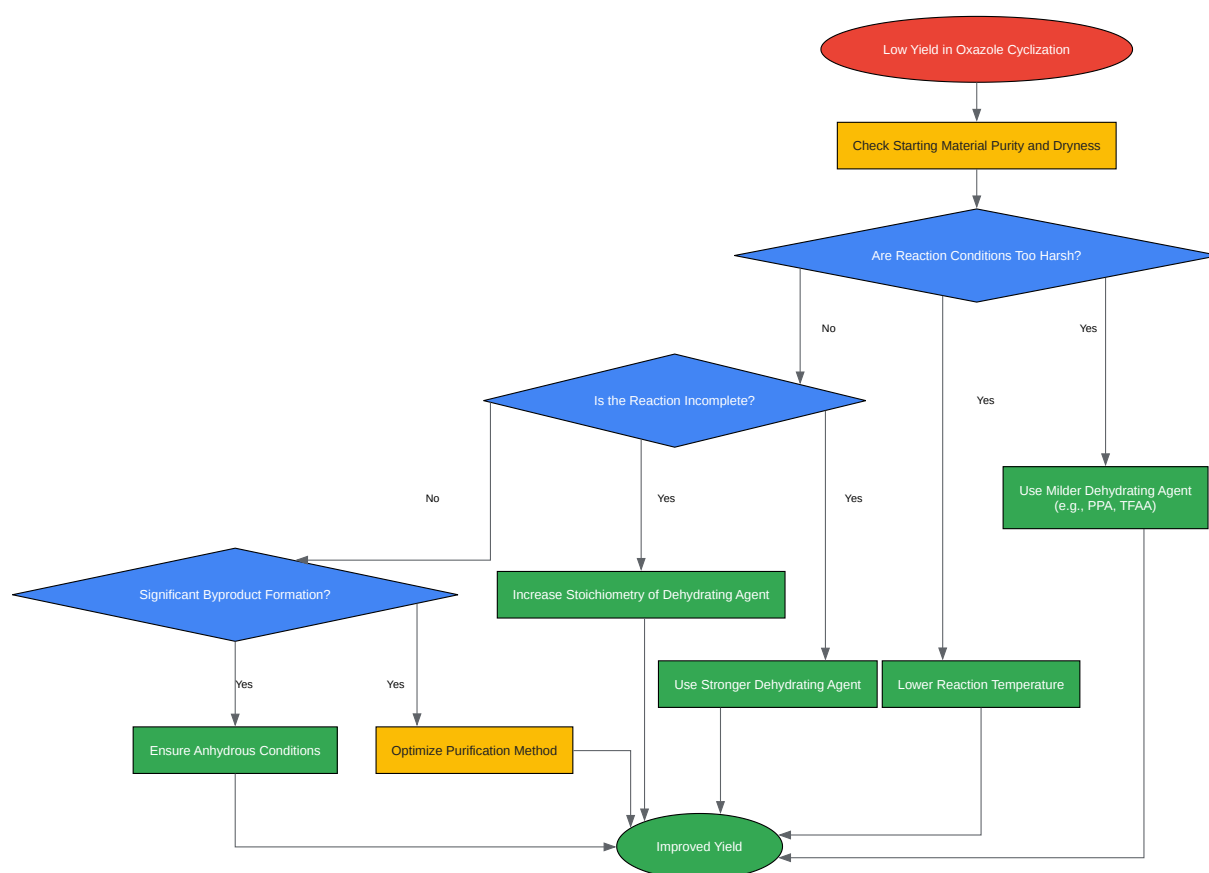 Low Yield in Oxazole Cyclization
Check Starting Material Purity and Dryness
Are Reaction Conditions Too Harsh?
No
Yes
Is the Reaction Incomplete?
Yes
Use Milder Dehydrating Agent
(e.g., PPA, TFAA)
No
Yes
Yes
Significant Byproduct Formation?
Increase Stoichiometry of Dehydrating Agent
Yes
Yes
Use Stronger Dehydrating Agent
Lower Reaction Temperature
Ensure Anhydrous Conditions
Optimize Purification Method
Improved Yield